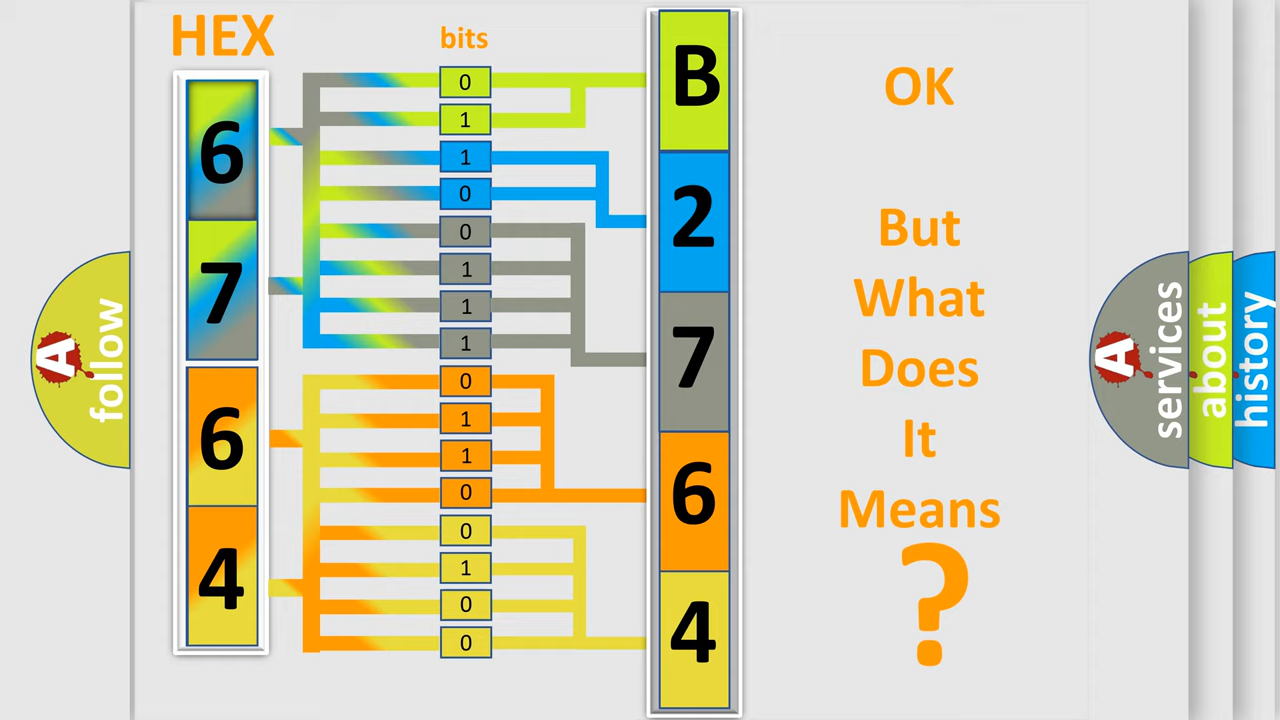 HEX
bits
6
7
6
4
0
1
1
0
0
1
1
1
0
1
1
0
0
1
0
0
B
2
7
6
4
OK
But
What
Does
It
Means
?
A
follow
A
services
about
history